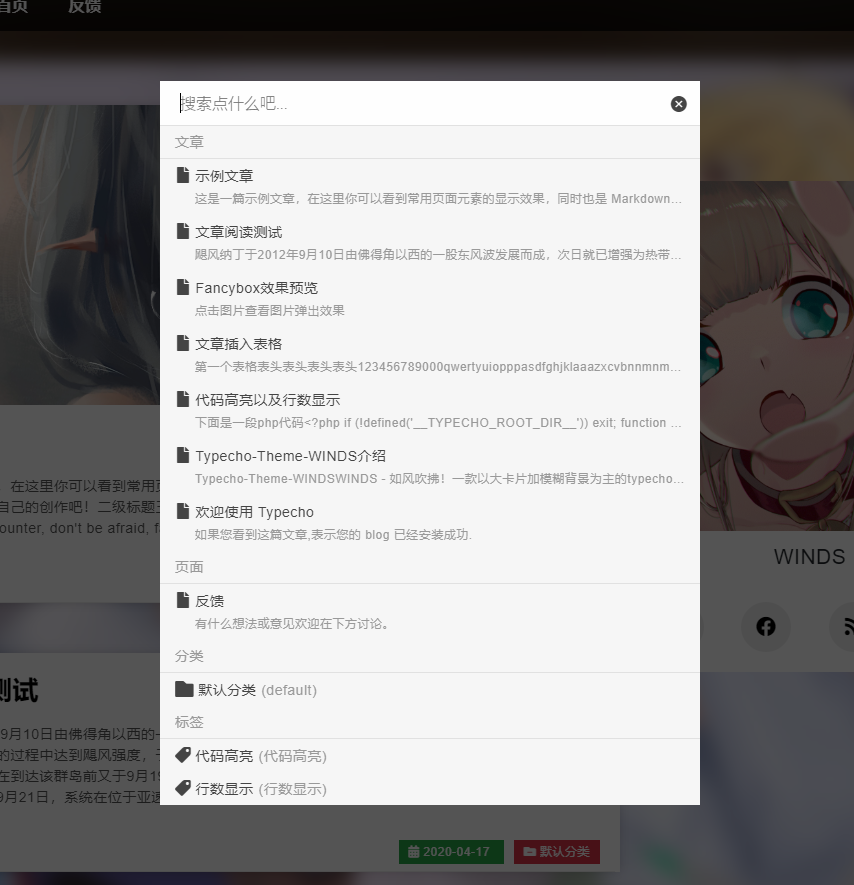 首页 反馈
搜索点什么吧...
文章
示例文章
这是一篇示例文章，在这里你可以看到常用页面元素的显示效果，同时也是 Markdown...
文章阅读测试
飓风纳丁于2012年9月10日由佛得角以西的一股东风波发展而成，次日就已增强为热带...
Fancybox效果预览
点击图片查看图片弹出效果
文章插入表格
第一个表格表头表头表头表头123456789000qwertyuiopppasdfghjklaaazxcvbnnmnm...
代码高亮以及行数显示
下面是一段php代码<?php if (!defined('__TYPECHO_ROOT_DIR__')) exit; function ...
Typecho-Theme-WINDS介绍
Typecho-Theme-WINDSWINDS - 如风吹拂！一款以大卡片加模糊背景为主的typecho...
欢迎使用 Typecho
如果您看到这篇文章,表示您的 blog 已经安装成功.
页面
反馈
有什么想法或意见欢迎在下方讨论。
分类
默认分类 (default)
标签
代码高亮 (代码高亮)
行数显示 (行数显示)
，在这里你可以看到常用
自己的创作吧！二级标题
ounter, don't be afraid,
WINDS
测试
9月10日由佛得角以西的一
的过程中达到飓风强度，
在到达该群岛前又于9月1
9月21日，系统在位于亚速
2020-04-17 默认分类